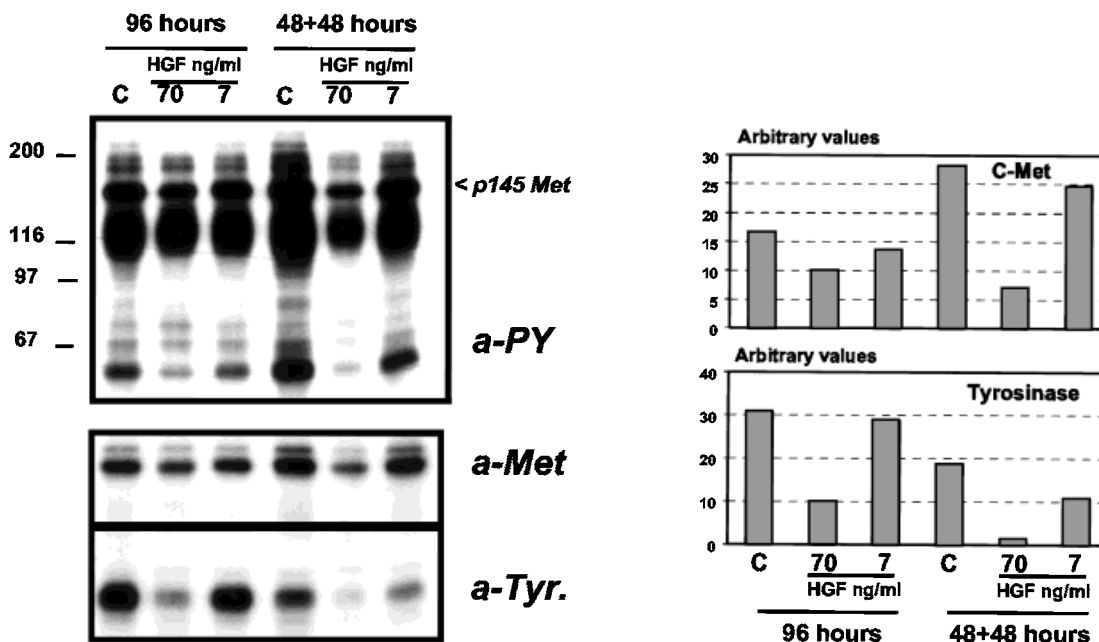 96 hours 48+48 hours
HGF ng/ml HGF ng/ml
C 70 7 C 70 7
200
< p145 Met
116
97
67
a-PY
a-Met
a-Tyr.
Arbitrary values
30
C-Met
25
20
15
10
5
0
Arbitrary values
40
Tyrosinase
30
20
10
0
C 70 7 C 70 7
HGF ng/ml HGF ng/ml
96 hours 48+48 hours